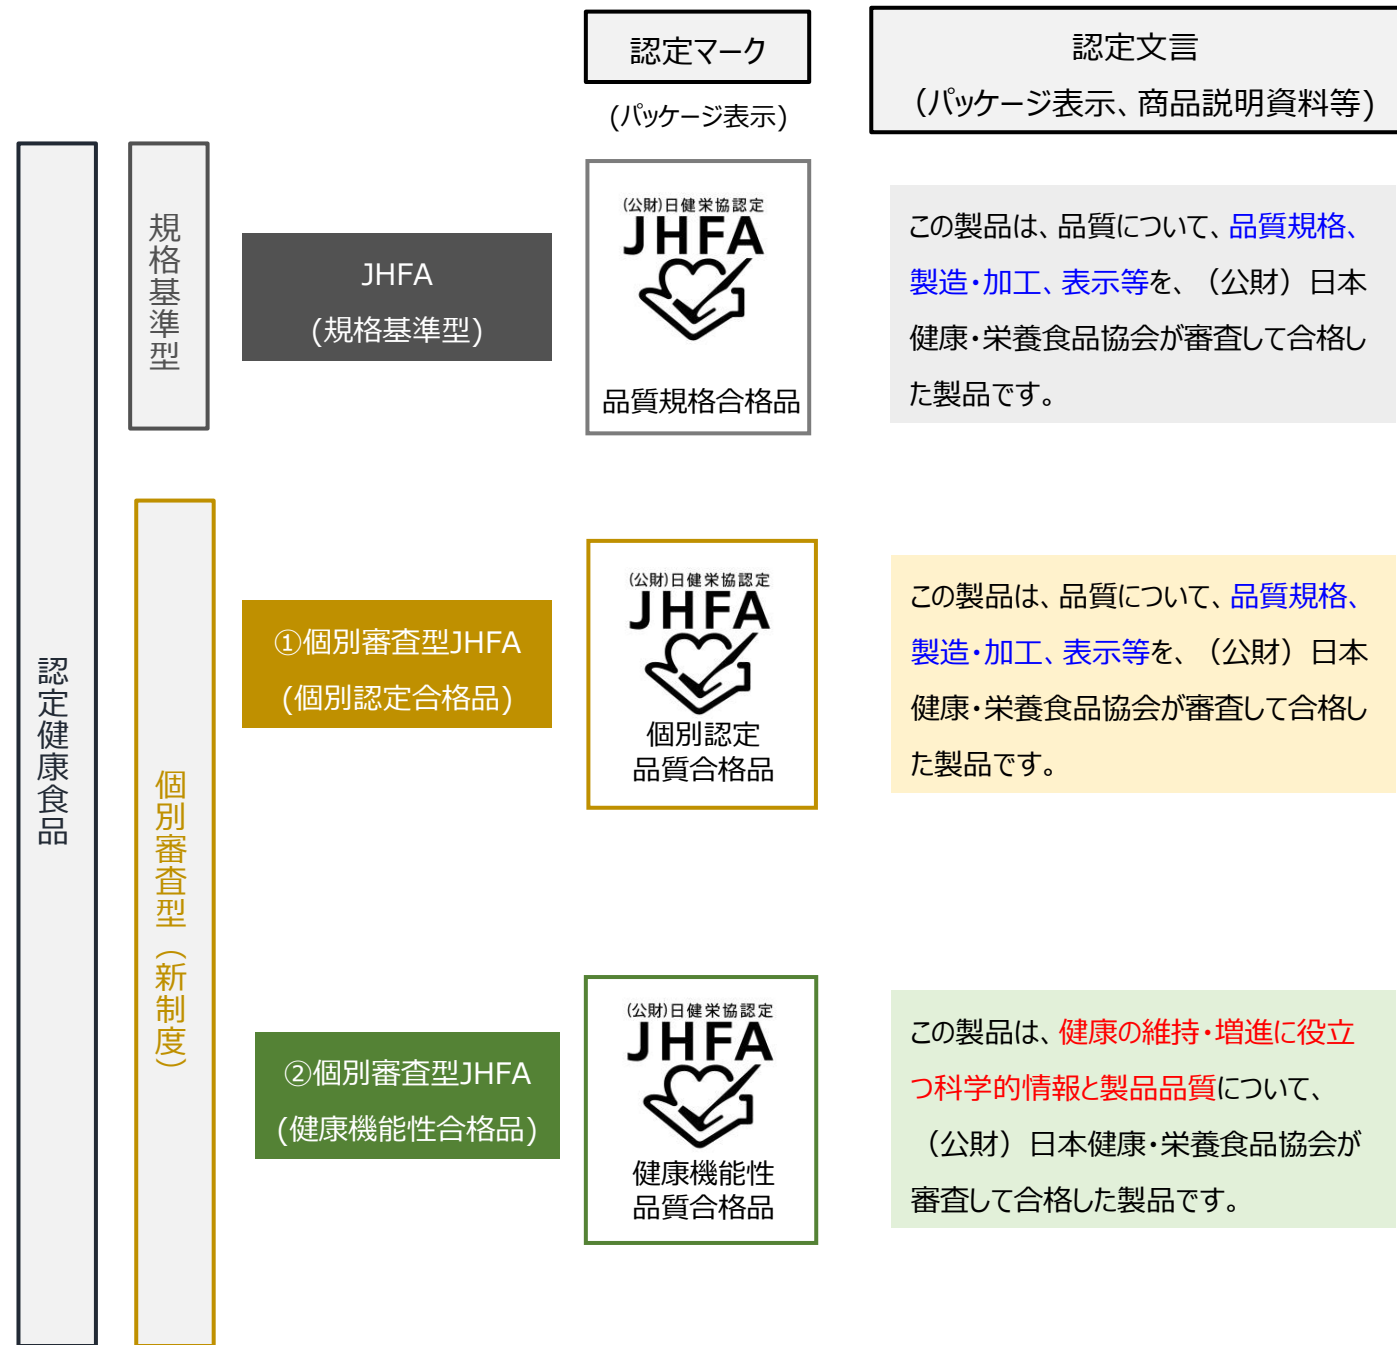 認定マーク
(パッケージ表示)
認定文言
（パッケージ表示、商品説明資料等)
認定健康食品
規格基準型
JHFA
(規格基準型)
(公財)日健栄協認定
JHFA
品質規格合格品
この製品は、品質について、品質規格、
製造・加工、表示等を、（公財）日本
健康・栄養食品協会が審査して合格し
た製品です。
個別審査型（新制度）
①個別審査型JHFA
(個別認定合格品)
(公財)日健栄協認定
JHFA
個別認定
品質合格品
この製品は、品質について、品質規格、
製造・加工、表示等を、（公財）日本
健康・栄養食品協会が審査して合格し
た製品です。
②個別審査型JHFA
(健康機能性合格品)
(公財)日健栄協認定
JHFA
健康機能性
品質合格品
この製品は、健康の維持・増進に役立
つ科学的情報と製品品質について、
（公財）日本健康・栄養食品協会が
審査して合格した製品です。